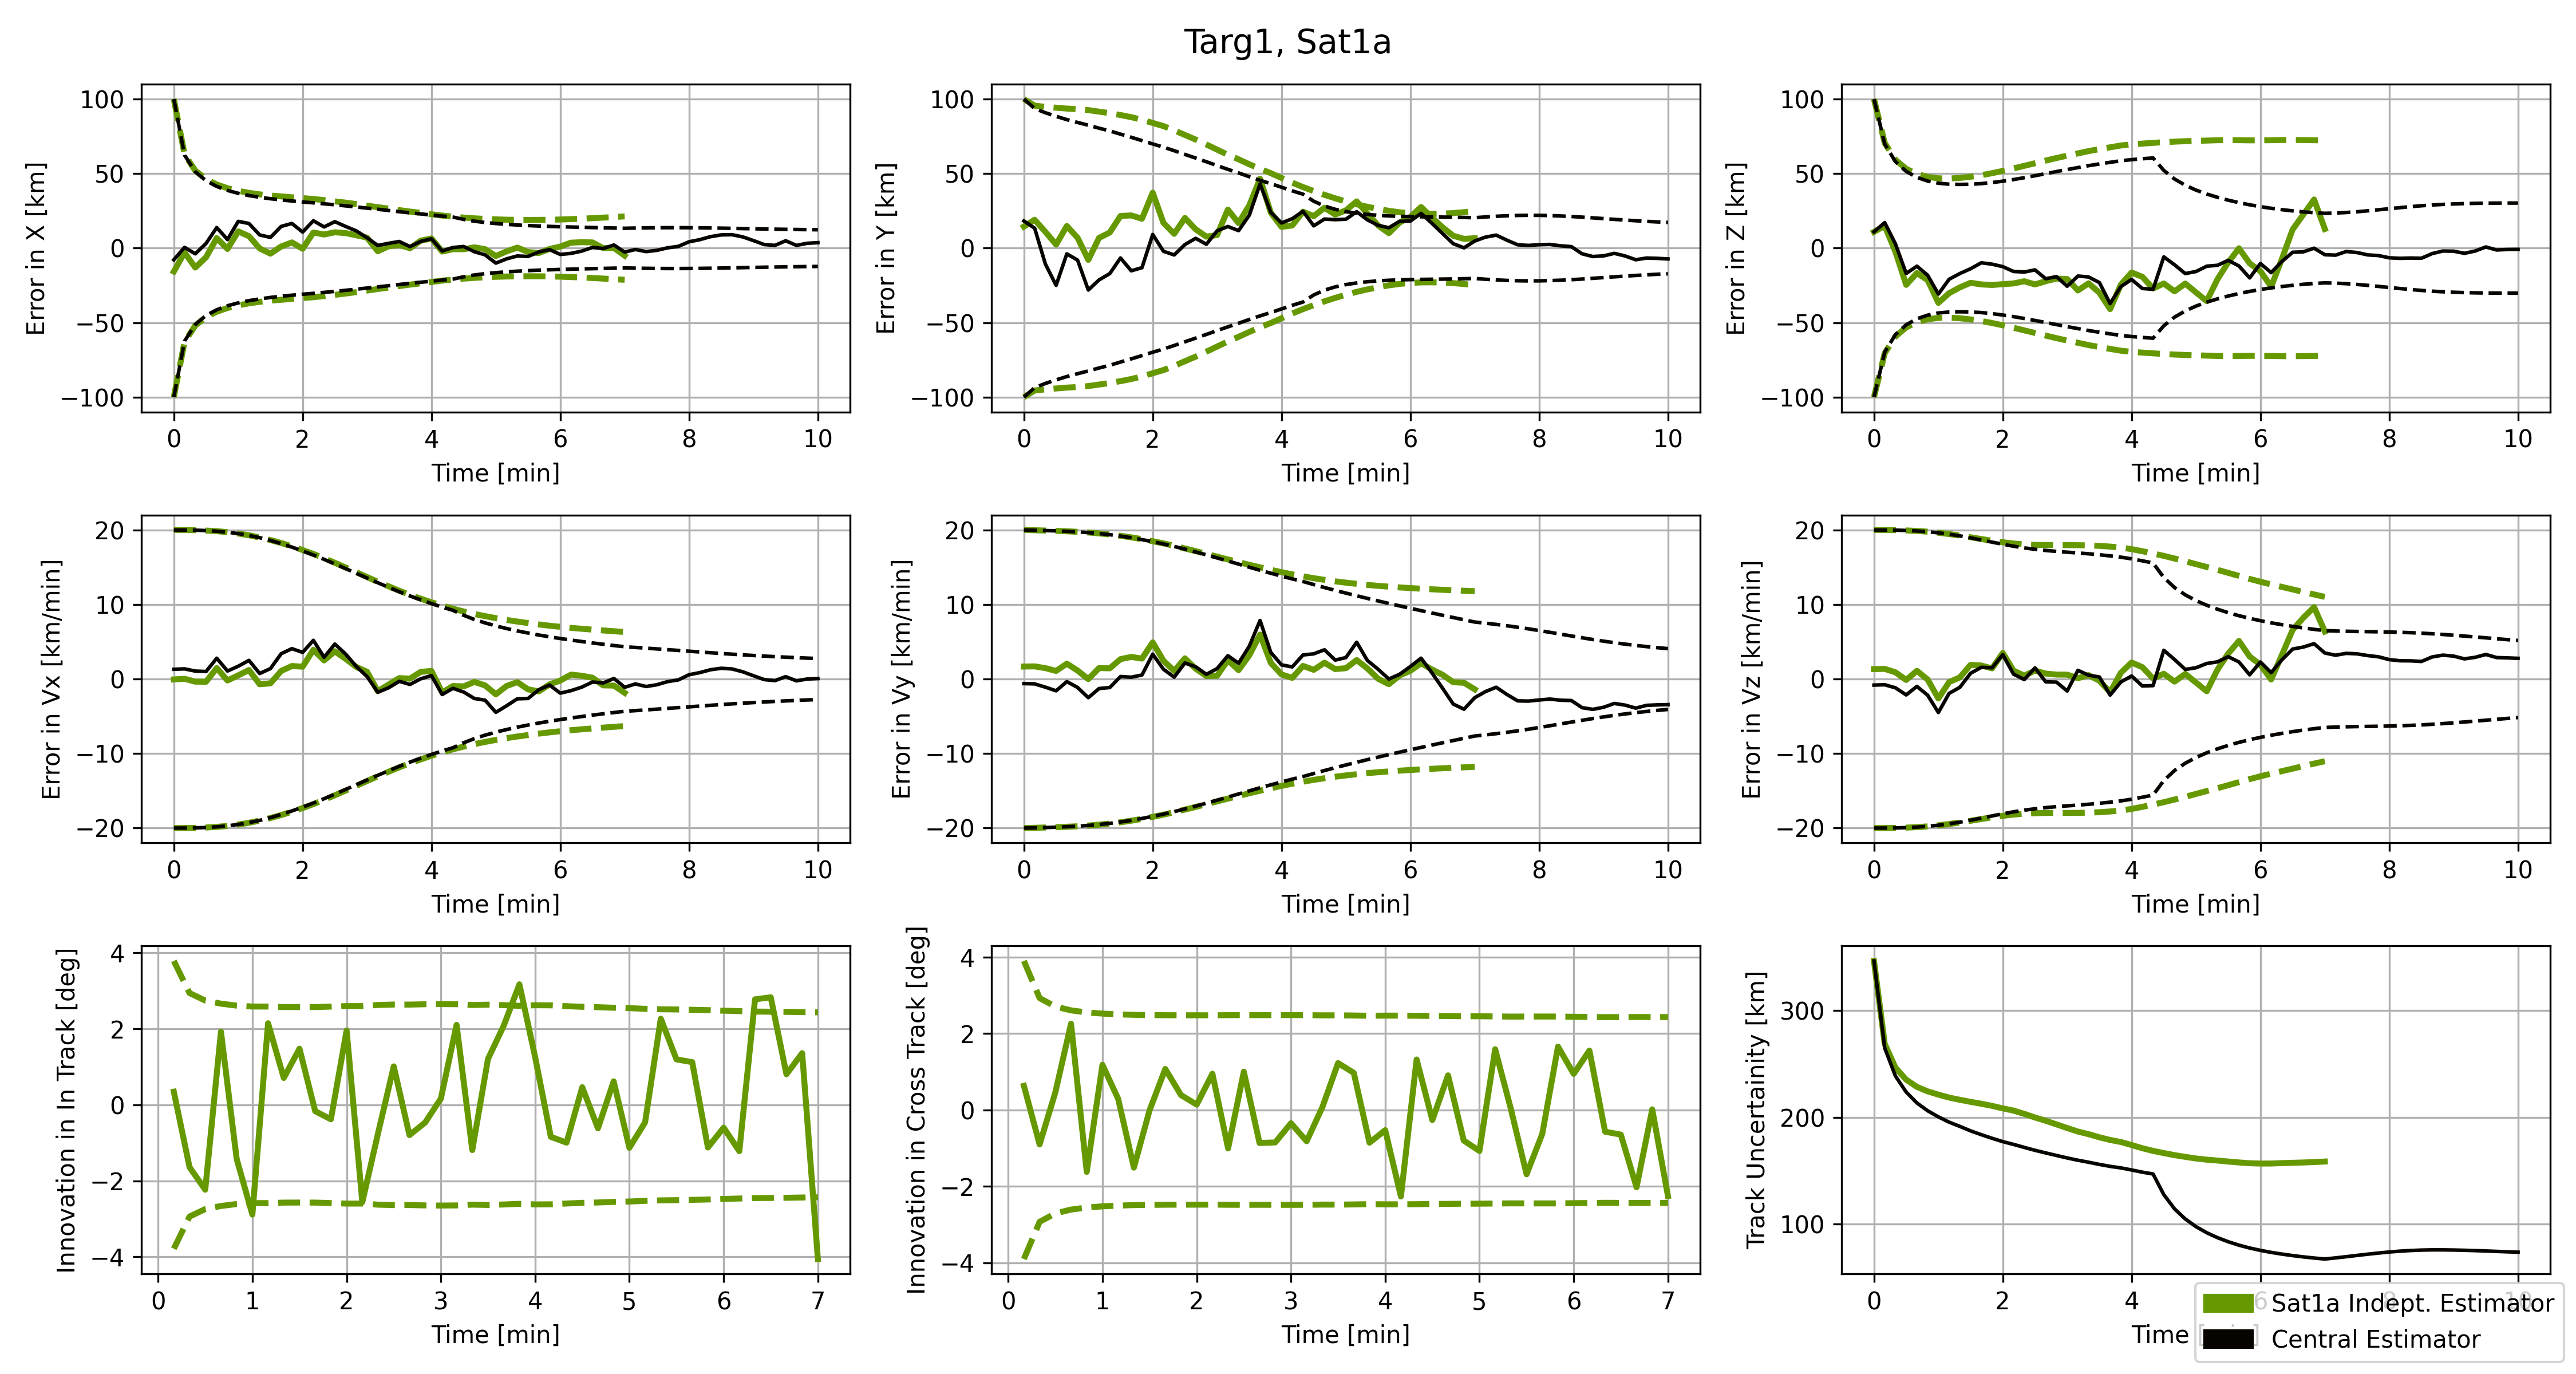 Targ1, Sat1a
100
50
0
−50
−100
Error in X [km]
0 2 4 6 8 10
Time [min]
100
50
0
−50
−100
Error in Y [km]
0 2 4 6 8 10
Time [min]
100
50
0
−50
−100
Error in Z [km]
0 2 4 6 8 10
Time [min]
20
10
0
−10
−20
Error in Vx [km/min]
0 2 4 6 8 10
Time [min]
20
10
0
−10
−20
Error in Vy [km/min]
0 2 4 6 8 10
Time [min]
20
10
0
−10
−20
Error in Vz [km/min]
0 2 4 6 8 10
Time [min]
4
2
0
−2
−4
Innovation in In Track [deg]
0 1 2 3 4 5 6 7
Time [min]
4
2
0
−2
−4
Innovation in Cross Track [deg]
0 1 2 3 4 5 6 7
Time [min]
300
200
100
Track Uncertainity [km]
0 2 4 6 8 10
Time [min]
Sat1a Indept. Estimator
Central Estimator